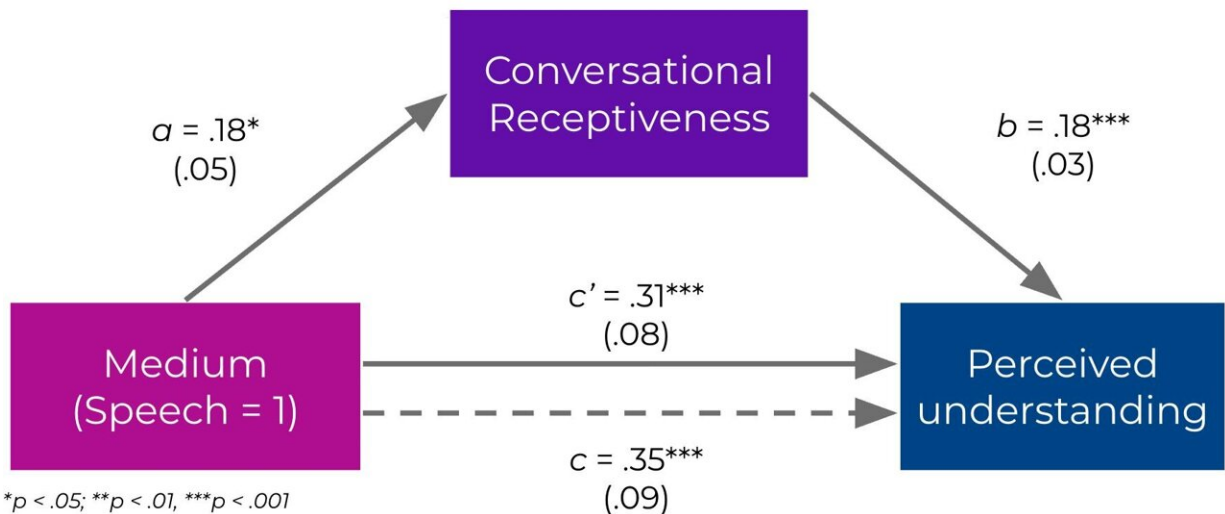 Conversational
Receptiveness
a = .18*
(.05)
b = .18***
(.03)
c’ = .31***
(.08)
Medium
(Speech = 1)
Perceived
understanding
c = .35***
(.09)
*p < .05; **p < .01, ***p < .001